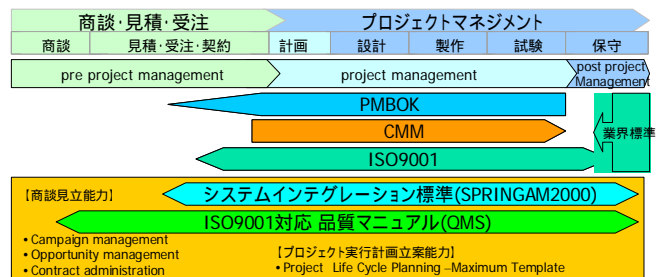 商談・見積・受注
プロジェクトマネジメント
商談
見積・受注・契約
計画
設計
製作
試験
保守
pre project management
project management
post project
Management
PMBOK
CMM
業界標準
ISO9001
【商談見立能力】
システムインテグレーション標準(SPRINGAM2000)
ISO9001対応 品質マニュアル(QMS)
• Campaign management
• Opportunity management
• Contract administration
【プロジェクト実行計画立案能力】
• Project Life Cycle Planning –Maximum Template